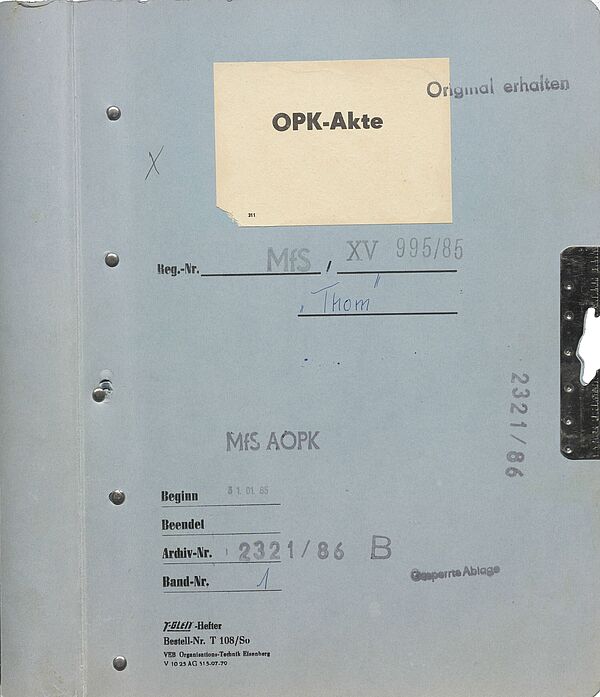 Original erhalten
OPK-Akte
X
211
Reg.-Nr. MfS / XV 995/85
„Thom"
2321/86
MfS AOPK
Beginn 31. 01. 85
Beendet
Archiv-Nr. 2321/86 B
Gesperrte Ablage
Band-Nr. 1
-Hefter
Bestell-Nr. T 108/So
VEB Organisations-Technik Eisenberg
V 10 25 AG 315-07-70